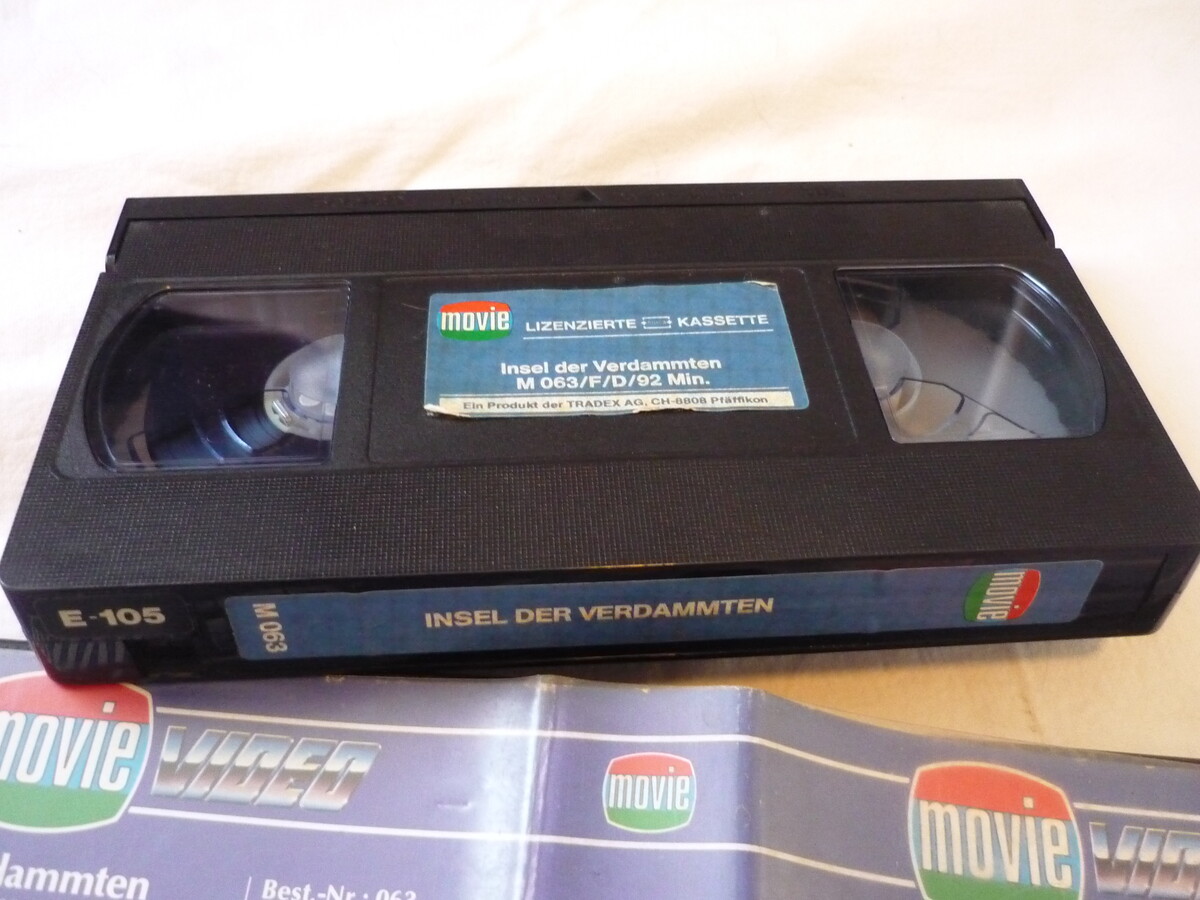 movie
LIZENZIERTE KASSETTE
Insel der Verdammten
M 063/F/D/92 Min.
Ein Produkt der TRADEX AG, CH-8808 Pfäffikon
E-105
M 063
INSEL DER VERDAMMTEN
movie
movie VIDEO
movie
movie
dammten
Best.-Nr.: 063